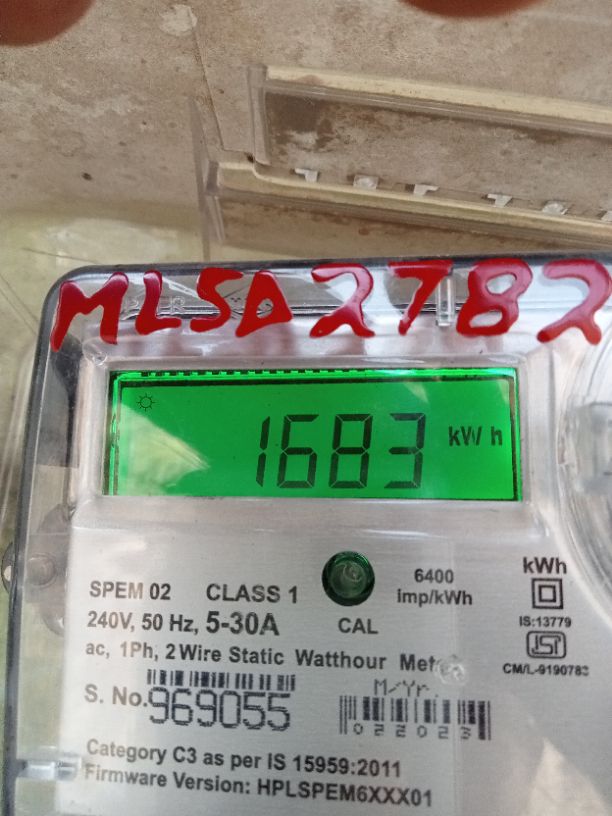 MLSD2782
1683 kWh
SPEM 02 CLASS 1
6400
imp/kWh
kWh
240V, 50 Hz, 5-30A
CAL
IS:13779
ISI
ac, 1Ph, 2 Wire Static Watthour
CM/L-9190783
M/Yr.
S. No. 969055
022023
Category C3 as per IS 15959:2011
Firmware Version: HPLSPEM6XXX01